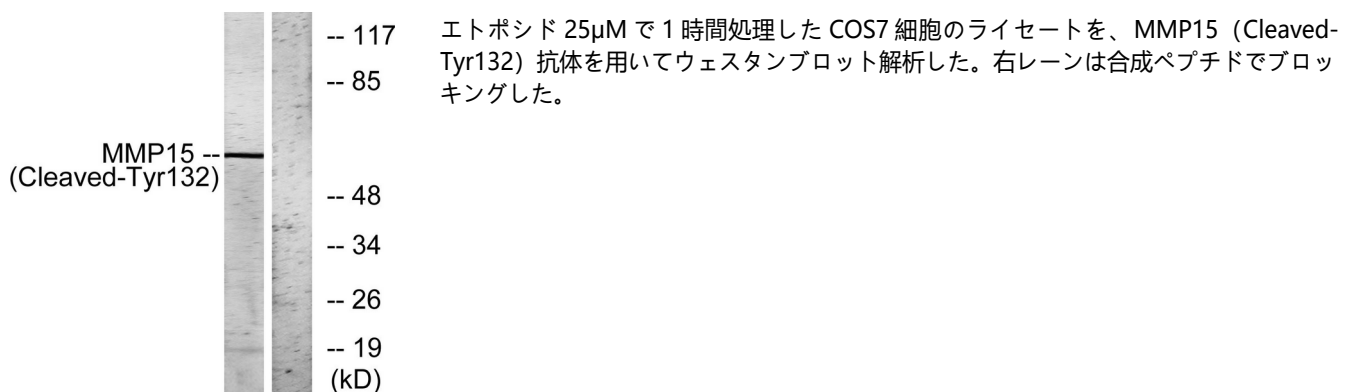 -- 117
-- 85
MMP15 --
(Cleaved-Tyr132)
-- 48
-- 34
-- 26
-- 19
(kD)
エトポシド 25µM で 1 時間処理した COS7 細胞のライセートを、MMP15（Cleaved-
Tyr132）抗体を用いてウェスタンブロット解析した。右レーンは合成ペプチドでブロッ
キングした。